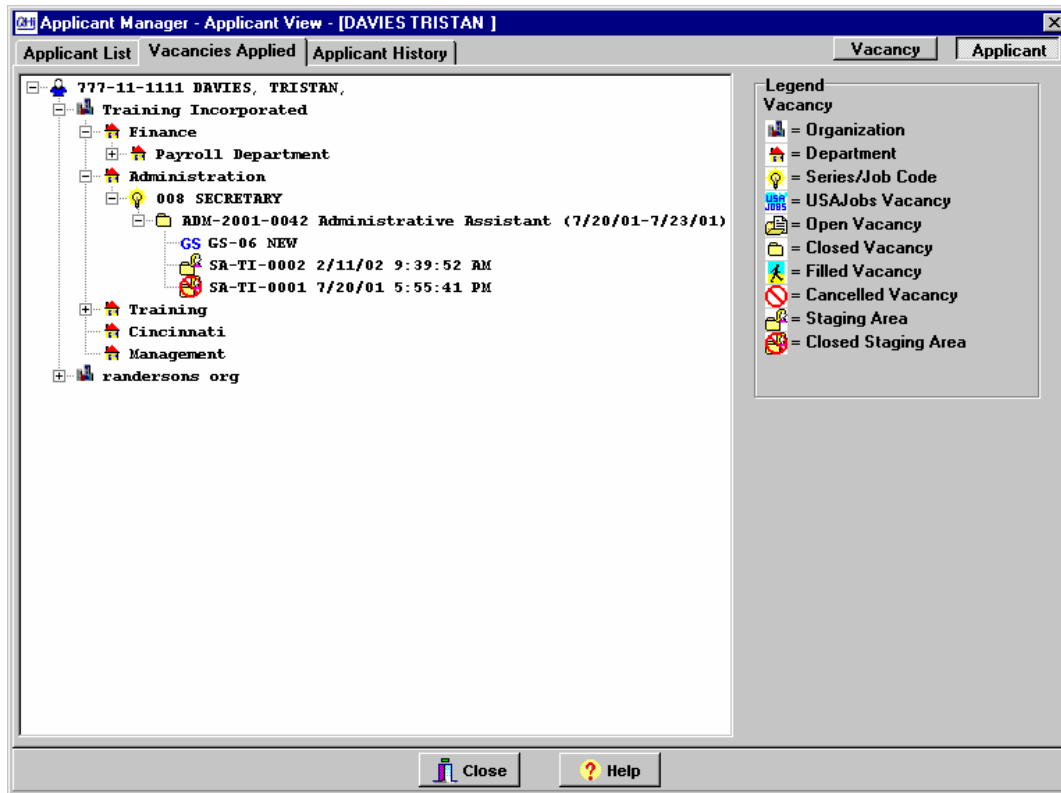 QHI Applicant Manager - Applicant View - [DAVIES TRISTAN ]
Applicant List Vacancies Applied Applicant History Vacancy Applicant
777-11-1111 DAVIES, TRISTAN,
Training Incorporated
Finance
Payroll Department
Administration
008 SECRETARY
ADM-2001-0042 Administrative Assistant (7/20/01-7/23/01)
GS GS-06 NEW
SA-TI-0002 2/11/02 9:39:52 AM
SA-TI-0001 7/20/01 5:55:41 PM
Training
Cincinnati
Management
randersons org
Legend
Vacancy
= Organization
= Department
= Series/Job Code
USA JOBS = USAJobs Vacancy
= Open Vacancy
= Closed Vacancy
= Filled Vacancy
= Cancelled Vacancy
= Staging Area
= Closed Staging Area
Close ? Help